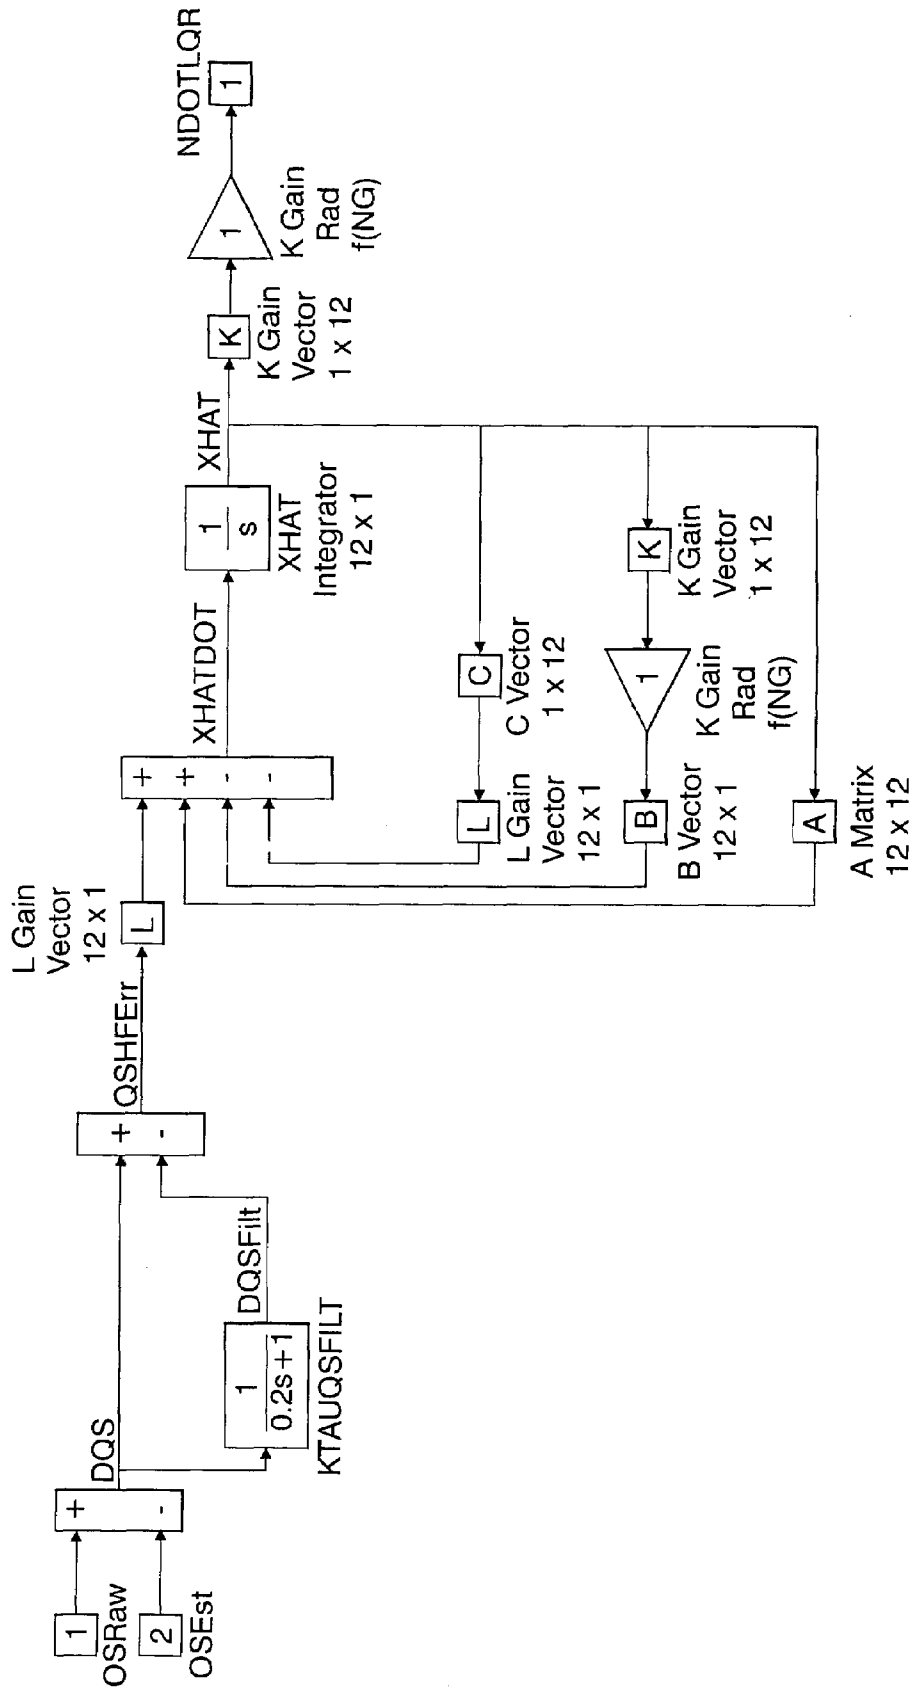 1
OSRaw
2
OSEst
+
-
DQS
1
0.2s+1
KTAUQSFILT
DQSFilt
+
-
QSHFErr
L Gain
Vector
12 x 1
L
+
+
-
-
XHATDOT
1
s
XHAT
Integrator
12 x 1
XHAT
K
K Gain
Vector
1 x 12
1
K Gain
Rad
f(NG)
NDOTLQR
1
C
C Vector
1 x 12
L
L Gain
Vector
12 x 1
K
K Gain
Vector
1 x 12
1
K Gain
Rad
f(NG)
B
B Vector
12 x 1
A
A Matrix
12 x 12